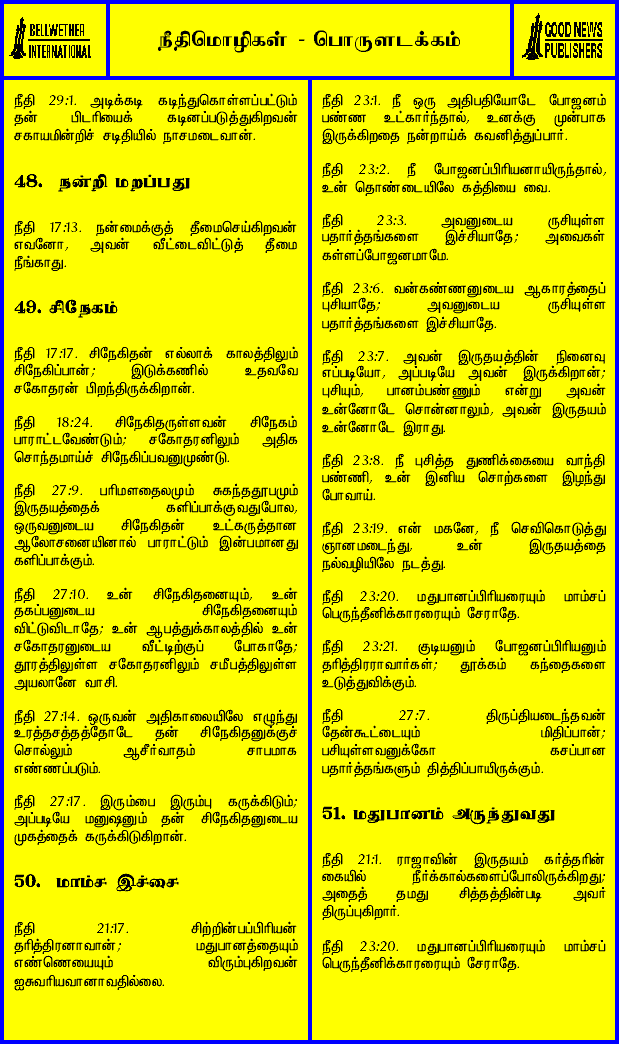 BELLWETHER
INTERNATIONAL
நீதிமொழிகள் - பொருளடக்கம்
GOOD NEWS
PUBLISHERS
நீதி 29:1. அடிக்கடி கடிந்துகொள்ளப்பட்டும்
தன் பிடரியைக் கடினப்படுத்துகிறவன்
சகாயமின்றிச் சடிதியில் நாசமடைவான்.
48. நன்றி மறப்பது
நீதி 17:13. நன்மைக்குத் தீமைசெய்கிறவன்
எவனோ, அவன் வீட்டைவிட்டுத் தீமை
நீங்காது.
49. சிநேகம்
நீதி 17:17. சிநேகிதன் எல்லாக் காலத்திலும்
சிநேகிப்பான்; இடுக்கணில் உதவவே
சகோதரன் பிறந்திருக்கிறான்.
நீதி 18:24. சிநேகிதருள்ளவன் சிநேகம்
பாராட்டவேண்டும்; சகோதரனிலும் அதிக
சொந்தமாய்ச் சிநேகிப்பவனுமுண்டு.
நீதி 27:9. பரிமளதைலமும் சுகந்ததூபமும்
இருதயத்தைக் களிப்பாக்குவதுபோல,
ஒருவனுடைய சிநேகிதன் உட்கருத்தான
ஆலோசனையினால் பாராட்டும் இன்பமானது
களிப்பாக்கும்.
நீதி 27:10. உன் சிநேகிதனையும், உன்
தகப்பனுடைய சிநேகிதனையும்
விட்டுவிடாதே; உன் ஆபத்துக்காலத்தில் உன்
சகோதரனுடைய வீட்டிற்குப் போகாதே;
தூரத்திலுள்ள சகோதரனிலும் சமீபத்திலுள்ள
அயலானே வாசி.
நீதி 27:14. ஒருவன் அதிகாலையிலே எழுந்து
உரத்தசத்தத்தோடே தன் சிநேகிதனுக்குச்
சொல்லும் ஆசீர்வாதம் சாபமாக
எண்ணப்படும்.
நீதி 27:17. இரும்பை இரும்பு கருக்கிடும்;
அப்படியே மனுஷனும் தன் சிநேகிதனுடைய
முகத்தைக் கருக்கிடுகிறான்.
50. மாம்ச இச்சை
நீதி 21:17. சிற்றின்பப்பிரியன்
தரித்திரனாவான்; மதுபானத்தையும்
எண்ணெயையும் விரும்புகிறவன்
ஐசுவரியவானாவதில்லை.
நீதி 23:1. நீ ஒரு அதிபதியோடே போஜனம்
பண்ண உட்கார்ந்தால், உனக்கு முன்பாக
இருக்கிறதை நன்றாய்க் கவனித்துப்பார்.
நீதி 23:2. நீ போஜனப்பிரியனாயிருந்தால்,
உன் தொண்டையிலே கத்தியை வை.
நீதி 23:3. அவனுடைய ருசியுள்ள
பதார்த்தங்களை இச்சியாதே; அவைகள்
கள்ளப்போஜனமாமே.
நீதி 23:6. வன்கண்ணனுடைய ஆகாரத்தைப்
புசியாதே; அவனுடைய ருசியுள்ள
பதார்த்தங்களை இச்சியாதே.
நீதி 23:7. அவன் இருதயத்தின் நினைவு
எப்படியோ, அப்படியே அவன் இருக்கிறான்;
புசியும், பானம்பண்ணும் என்று அவன்
உன்னோடே சொன்னாலும், அவன் இருதயம்
உன்னோடே இராது.
நீதி 23:8. நீ புசித்த துணிக்கையை வாந்தி
பண்ணி, உன் இனிய சொற்களை இழந்து
போவாய்.
நீதி 23:19. என் மகனே, நீ செவிகொடுத்து
ஞானமடைந்து, உன் இருதயத்தை
நல்வழியிலே நடத்து.
நீதி 23:20. மதுபானப்பிரியரையும் மாம்சப்
பெருந்தீனிக்காரரையும் சேராதே.
நீதி 23:21. குடியனும் போஜனப்பிரியனும்
தரித்திரராவார்கள்; தூக்கம் கந்தைகளை
உடுத்துவிக்கும்.
நீதி 27:7. திருப்தியடைந்தவன்
தேன்கூட்டையும் மிதிப்பான்;
பசியுள்ளவனுக்கோ கசப்பான
பதார்த்தங்களும் தித்திப்பாயிருக்கும்.
51. மதுபானம் அருந்துவது
நீதி 21:1. ராஜாவின் இருதயம் கர்த்தரின்
கையில் நீர்க்கால்களைப்போலிருக்கிறது;
அதைத் தமது சித்தத்தின்படி அவர்
திருப்புகிறார்.
நீதி 23:20. மதுபானப்பிரியரையும் மாம்சப்
பெருந்தீனிக்காரரையும் சேராதே.